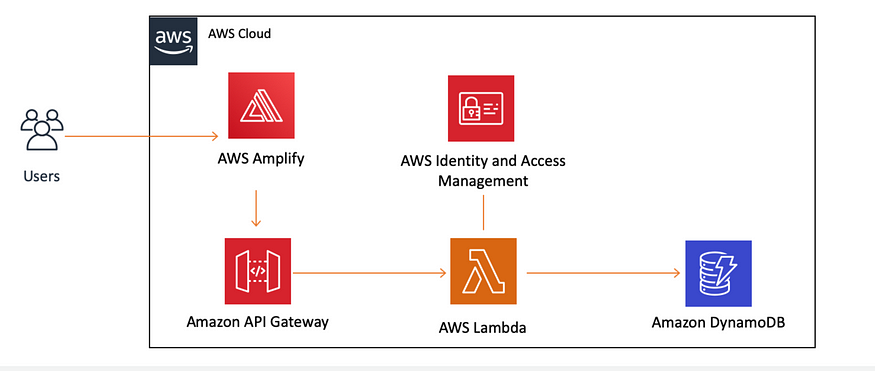 aws
AWS Cloud
AWS Amplify
AWS Identity and Access
Management
Users
</>
Amazon API Gateway
AWS Lambda
Amazon DynamoDB